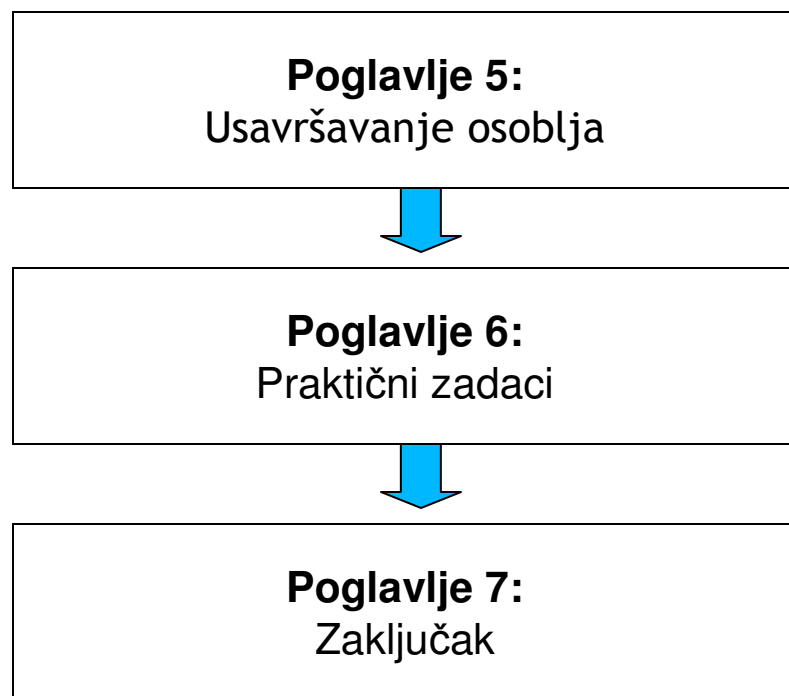 Poglavlje 5:
Usavršavanje osoblja
Poglavlje 6:
Praktični zadaci
Poglavlje 7:
Zaključak